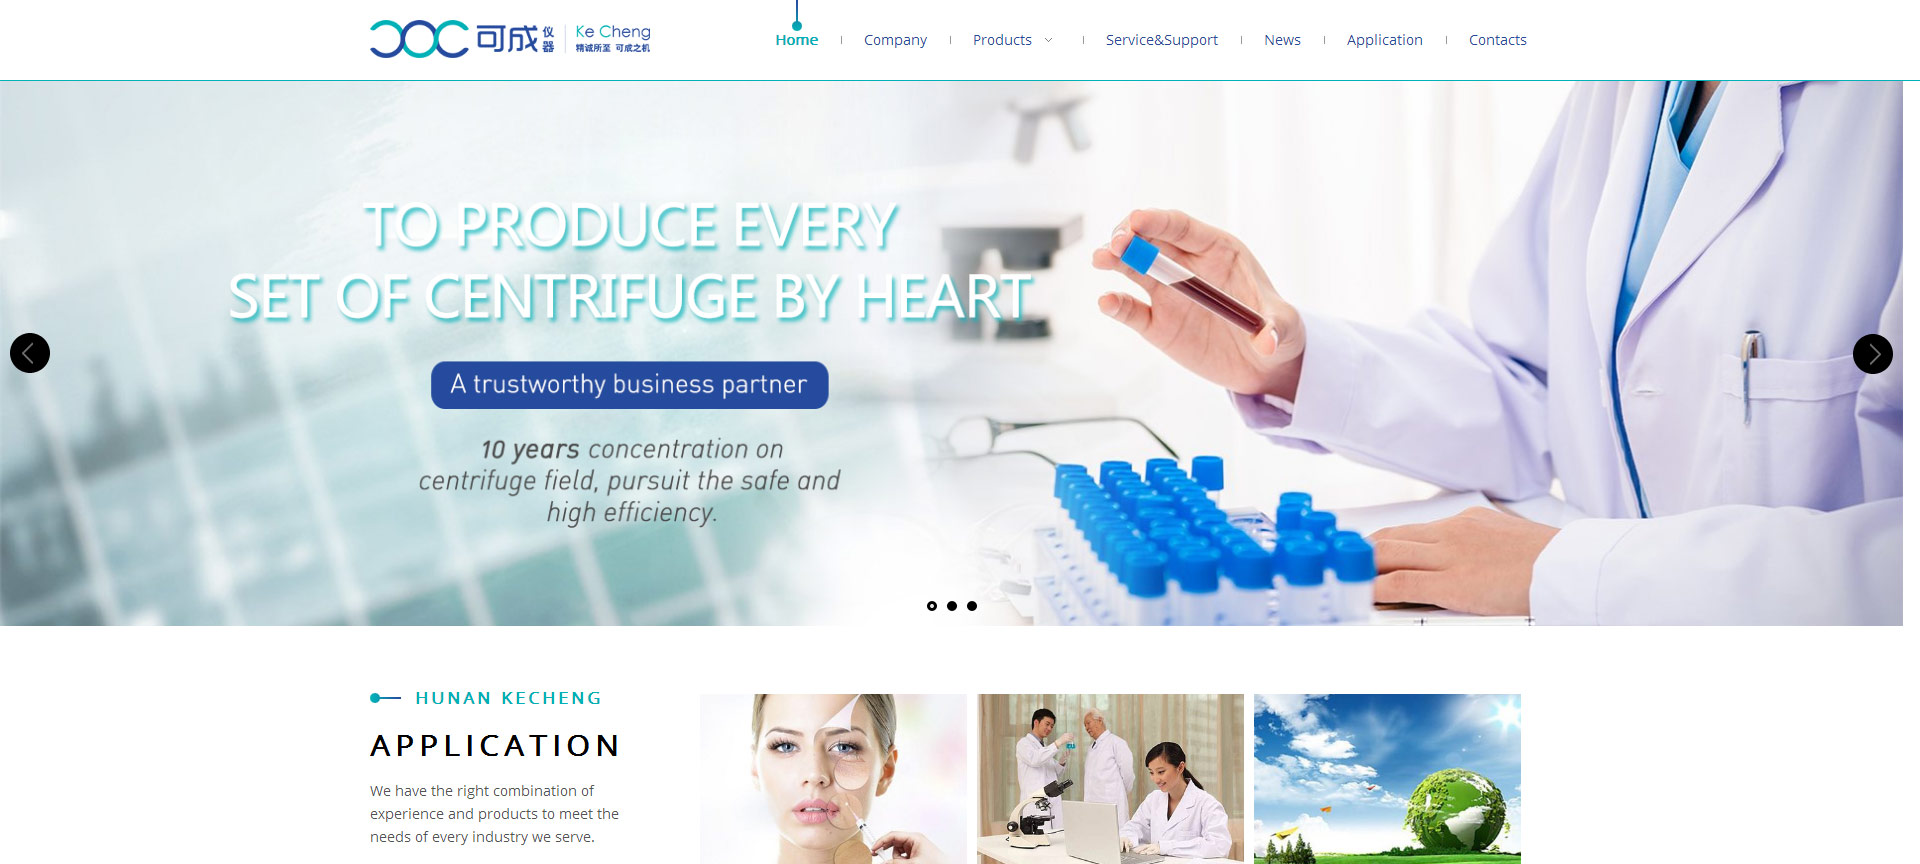 可成 仪器
Ke Cheng
精诚所至 可成之机
Home
Company
Products
Service&Support
News
Application
Contacts
TO PRODUCE EVERY
SET OF CENTRIFUGE BY HEART
A trustworthy business partner
10 years concentration on
centrifuge field, pursuit the safe and
high efficiency.
HUNAN KECHENG
APPLICATION
We have the right combination of
experience and products to meet the
needs of every industry we serve.